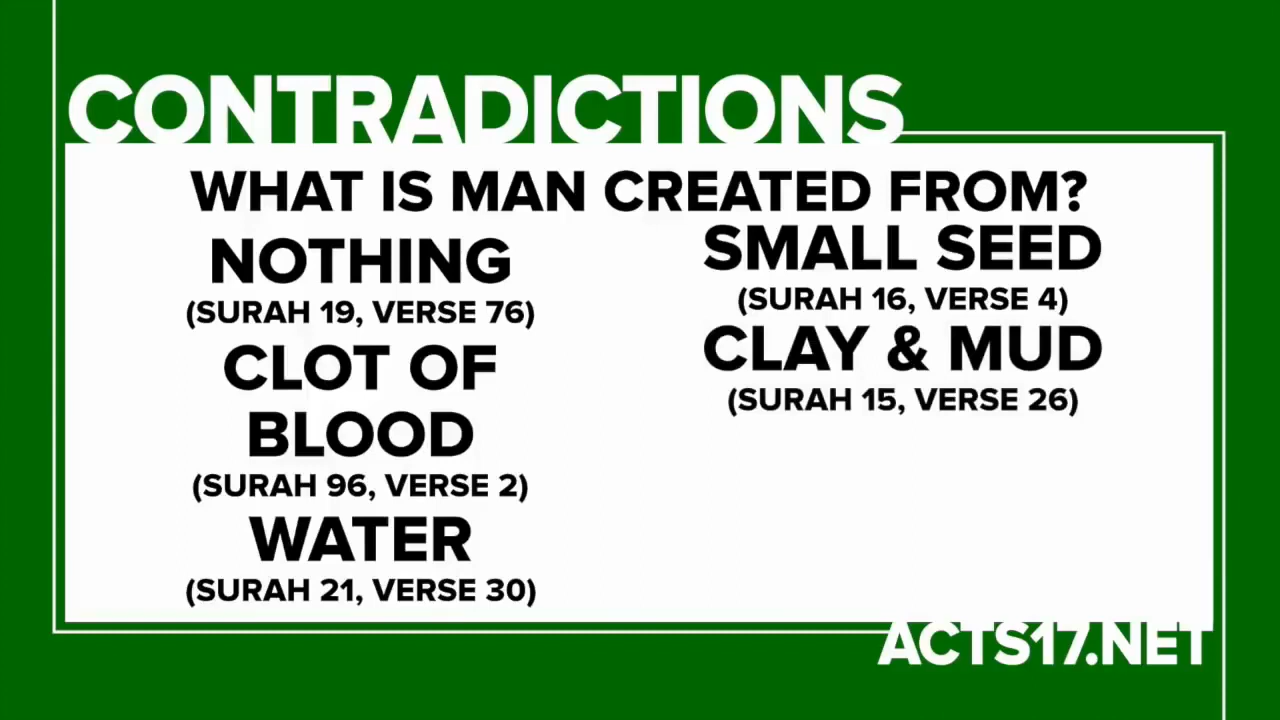 CONTRADICTIONS
WHAT IS MAN CREATED FROM?
NOTHING
(SURAH 19, VERSE 76)
CLOT OF
BLOOD
(SURAH 96, VERSE 2)
WATER
(SURAH 21, VERSE 30)
SMALL SEED
(SURAH 16, VERSE 4)
CLAY & MUD
(SURAH 15, VERSE 26)
ACTS17.NET